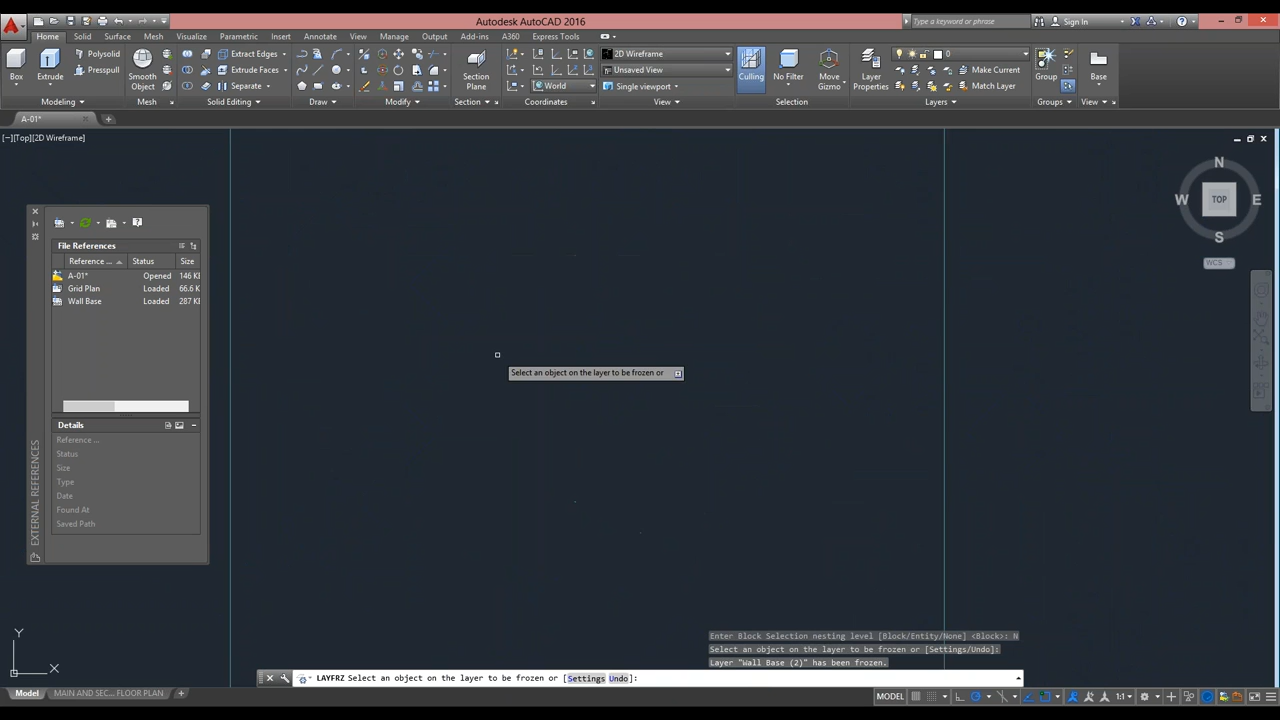 Autodesk AutoCAD 2016
Type a keyword or phrase
Sign In
Home Solid Surface Mesh Visualize Parametric Insert Annotate View Manage Output Add-ins A360 Express Tools
Polysolid
Presspull
Box
Extrude
Smooth
Object
Extract Edges
Extrude Faces
Separate
Section
Plane
World
2D Wireframe
Unsaved View
Single viewport
Culling
No Filter
Move
Gizmo
Layer
Properties
0
Make Current
Match Layer
Group
Base
Modeling Mesh Solid Editing Draw Modify Section Coordinates View Selection Layers Groups View
A-01*
[−][Top][2D Wireframe]
N
W TOP E
S
WCS
File References
Reference ... Status Size
A-01* Opened 146 KE
Grid Plan Loaded 66.6 K
Wall Base Loaded 287 KE
Details
Reference ...
Status
Size
Type
Date
Found At
Saved Path
EXTERNAL REFERENCES
Select an object on the layer to be frozen or
Enter Block Selection nesting level [Block/Entity/None] <Block>: N
Select an object on the layer to be frozen or [Settings/Undo]:
Layer "Wall Base (2)" has been frozen.
LAYFRZ Select an object on the layer to be frozen or [Settings Undo]:
Y
X
Model MAIN AND SEC... FLOOR PLAN
MODEL 1:1